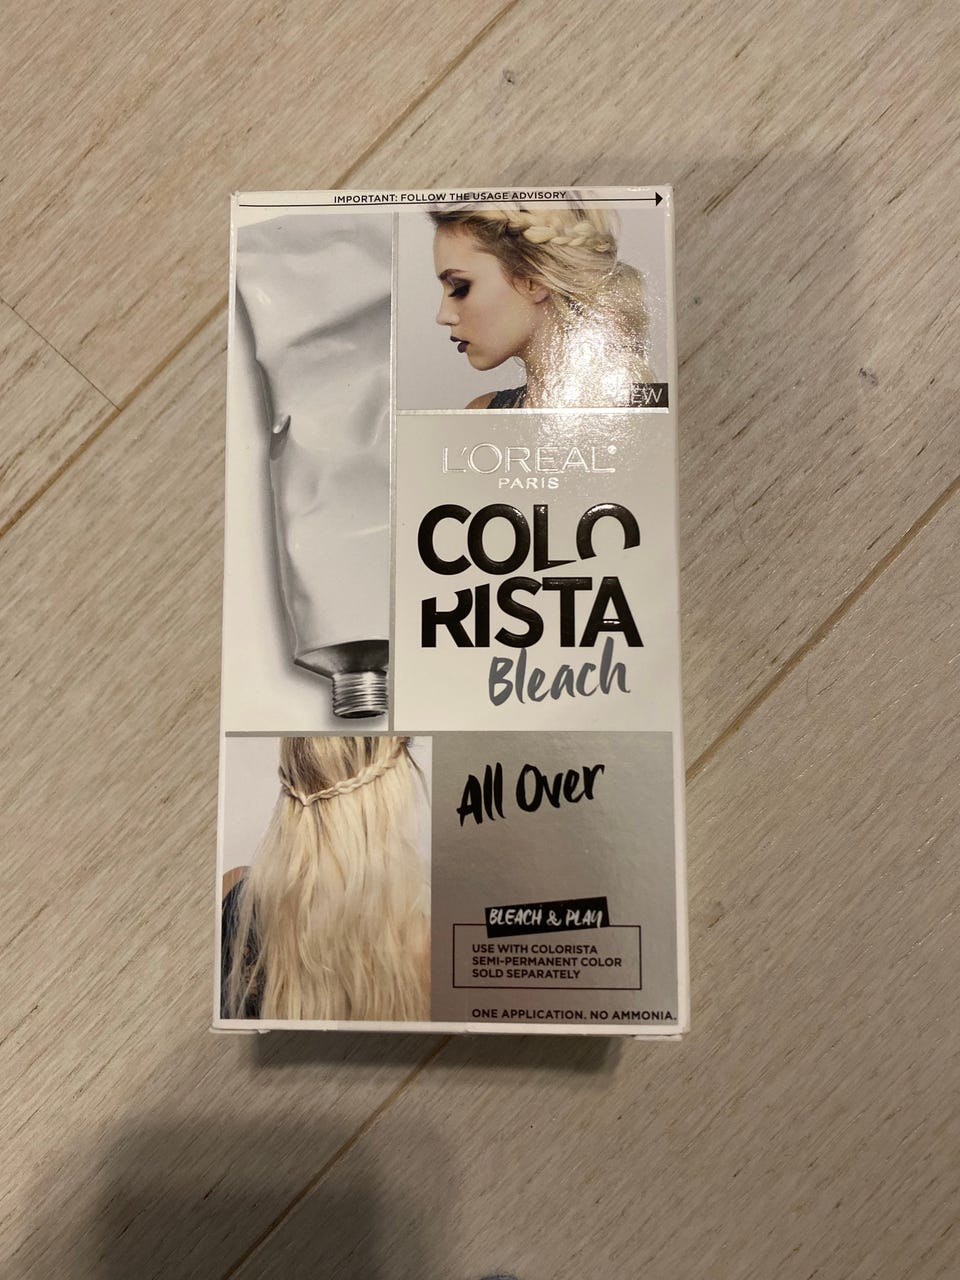 IMPORTANT: FOLLOW THE USAGE ADVISORY
L'ORÉAL®
PARIS
COLO
RISTA
Bleach
All Over
BLEACH & PLAY
USE WITH COLORISTA
SEMI-PERMANENT COLOR
SOLD SEPARATELY
ONE APPLICATION. NO AMMONIA.